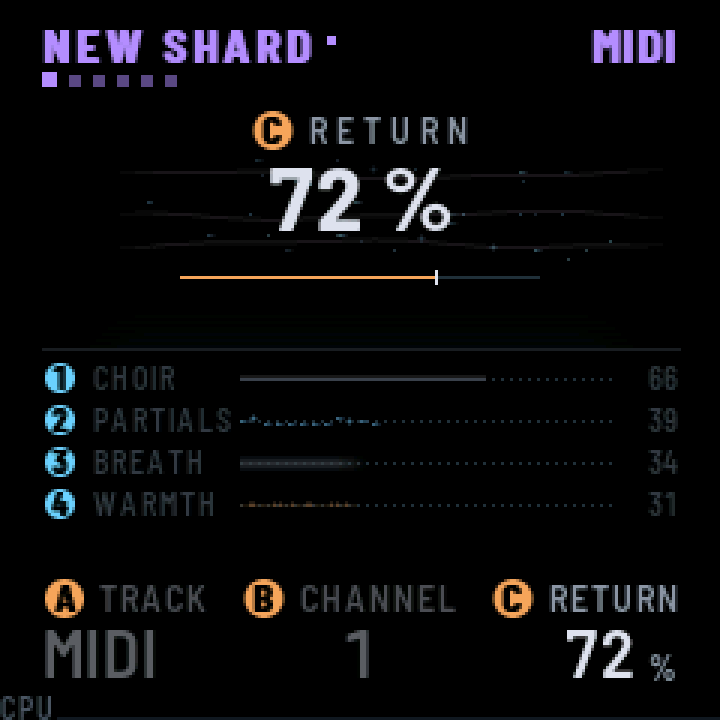 NEW SHARD MIDI
C RETURN
72 %
1 CHOIR 66
2 PARTIALS 39
3 BREATH 34
4 WARMTH 31
A TRACK B CHANNEL C RETURN
MIDI 1 72 %
CPU